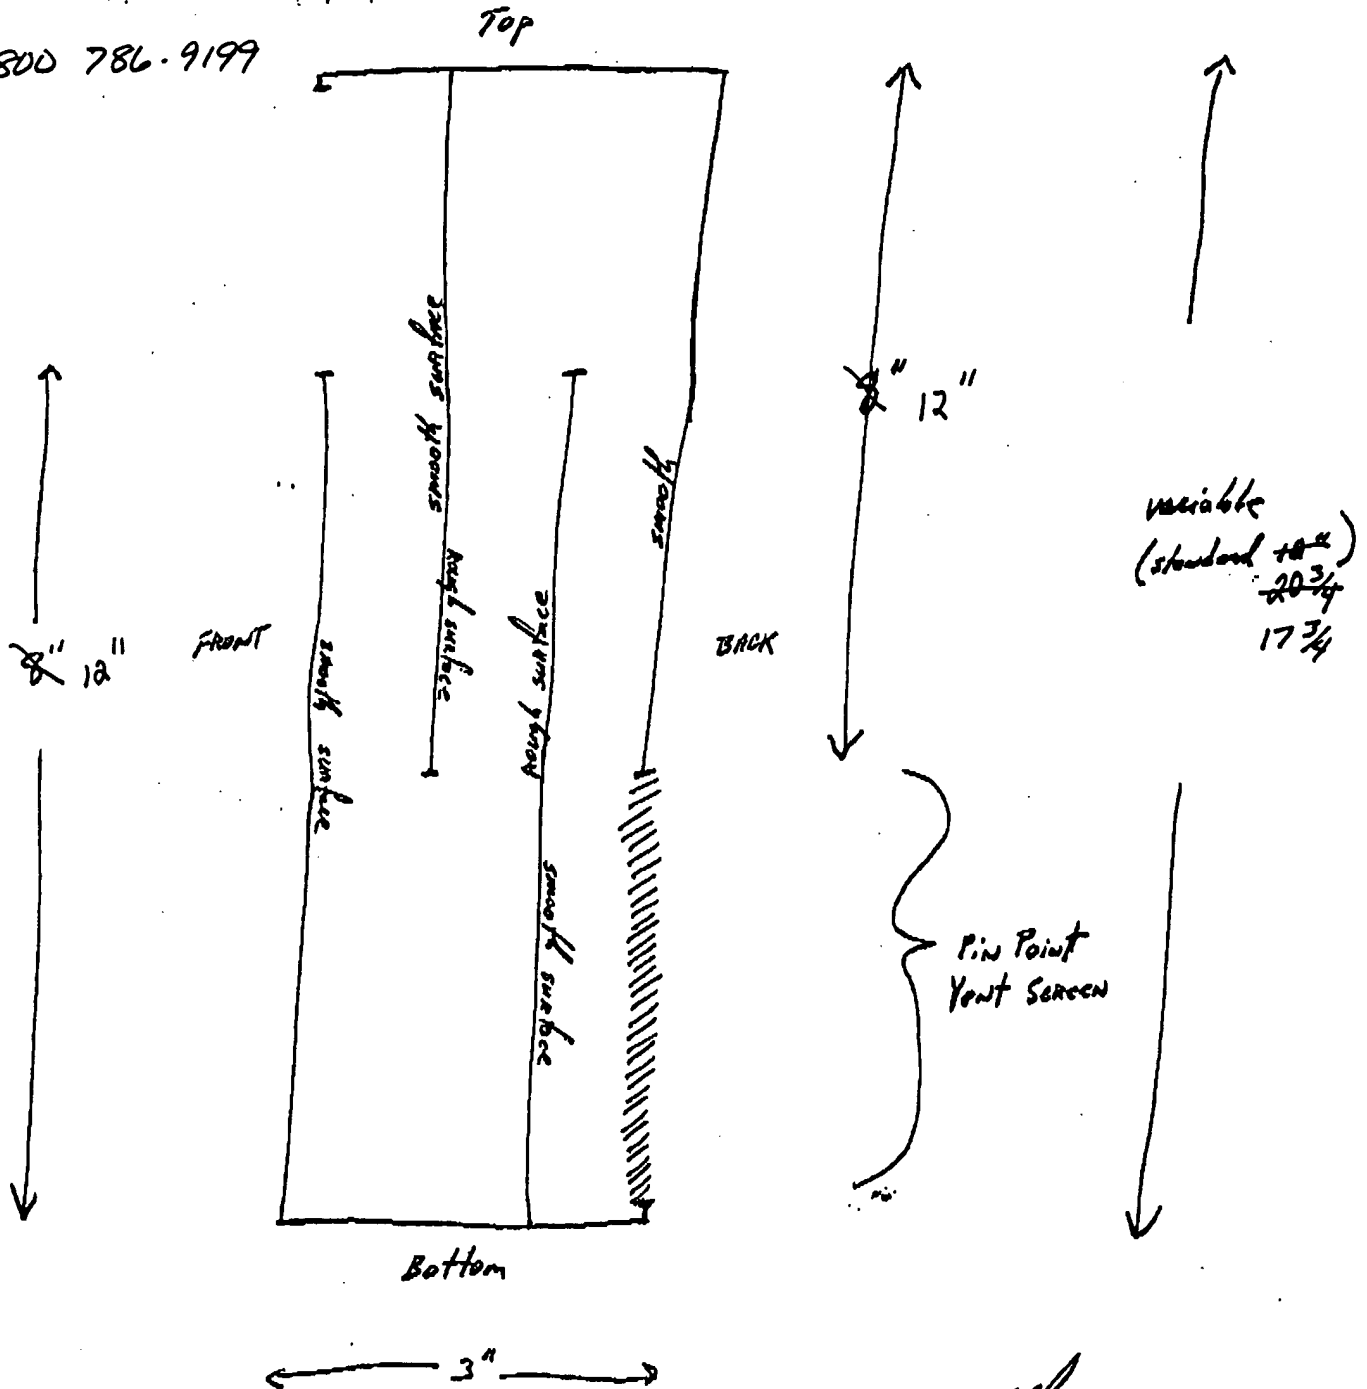 Top
800 786·9199
smooth surface
smooth
8" 12"
variable
(standard 18")
20 3/4
17 3/4
Rough surface
Rough surface
8" 12"
FRONT
smooth surface
BACK
smooth surface
Pin Point
Vent Screen
Bottom
3"